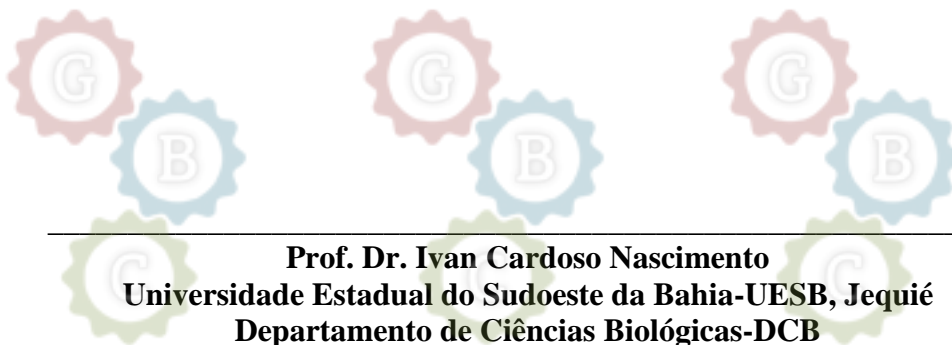 G G G
B B B
Prof. Dr. Ivan Cardoso Nascimento
C C C
Universidade Estadual do Sudoeste da Bahia-UESB, Jequié
Departamento de Ciências Biológicas-DCB